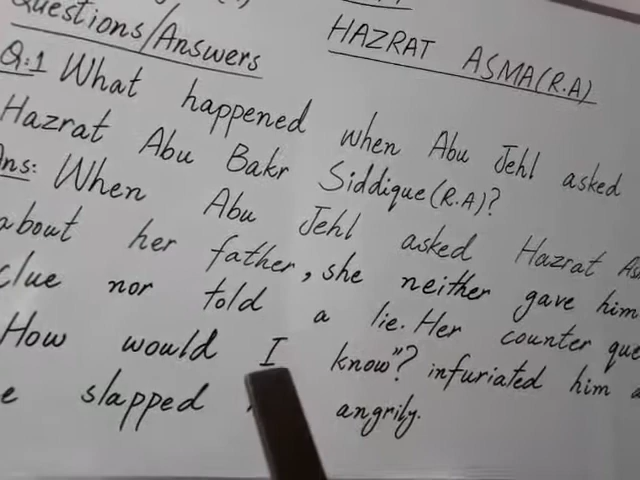 Questions/Answers
HAZRAT ASMA(R.A)
Q:1 What happened when Abu Jehl asked
Hazrat Abu Bakr Siddique(R.A)?
Ans: When Abu Jehl asked Hazrat
about her father, she neither gave him
clue nor told a lie. Her counter
How would I know"? infuriated him
slapped angrily.